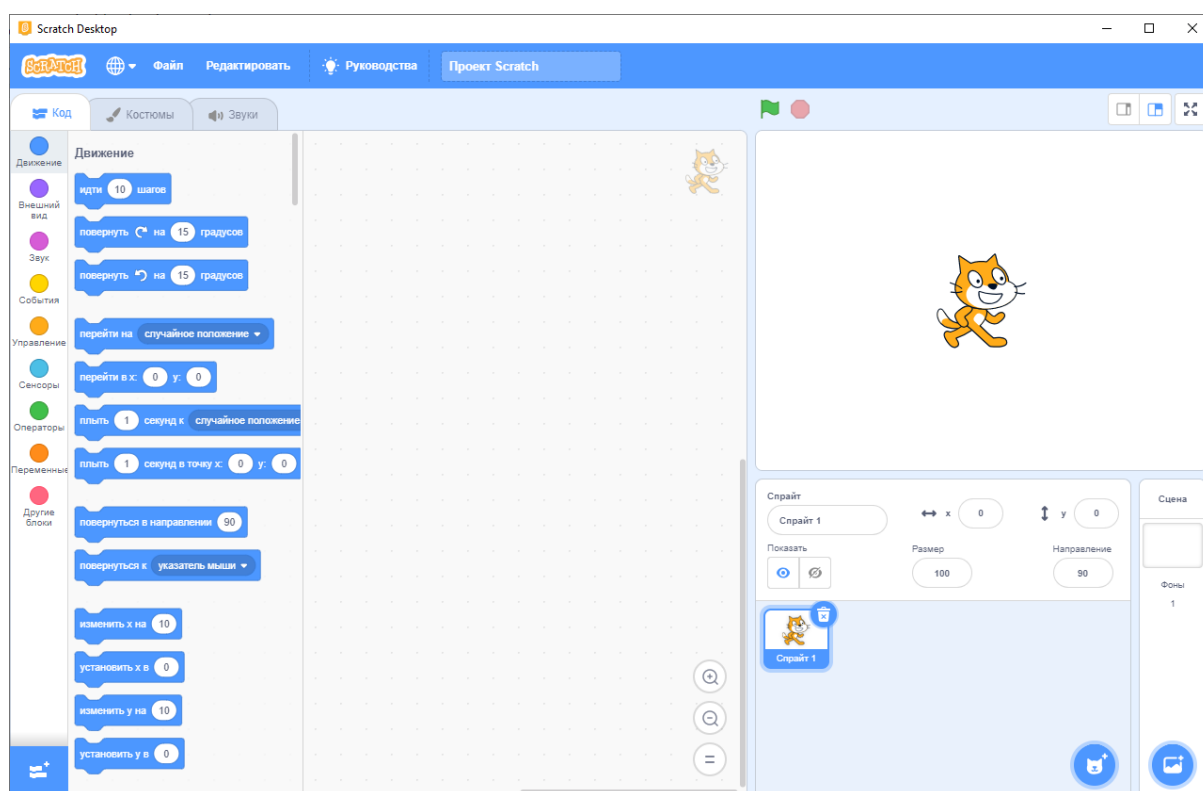 Scratch Desktop
SCRATCH Файл Редактировать Руководства Проект Scratch
Код Костюмы Звуки
Движение
Внешний
вид
Звук
События
Управление
Сенсоры
Операторы
Переменные
Другие
блоки
Движение
идти 10 шагов
повернуть на 15 градусов
повернуть на 15 градусов
перейти на случайное положение
перейти в x: 0 y: 0
плыть 1 секунд к случайное положение
плыть 1 секунд в точку x: 0 y: 0
повернуться в направлении 90
повернуться к указатель мыши
изменить x на 10
установить x в 0
изменить y на 10
установить y в 0
Спрайт
Спрайт 1 x 0 y 0
Показать Размер Направление
100 90
Спрайт 1
Сцена
Фоны
1